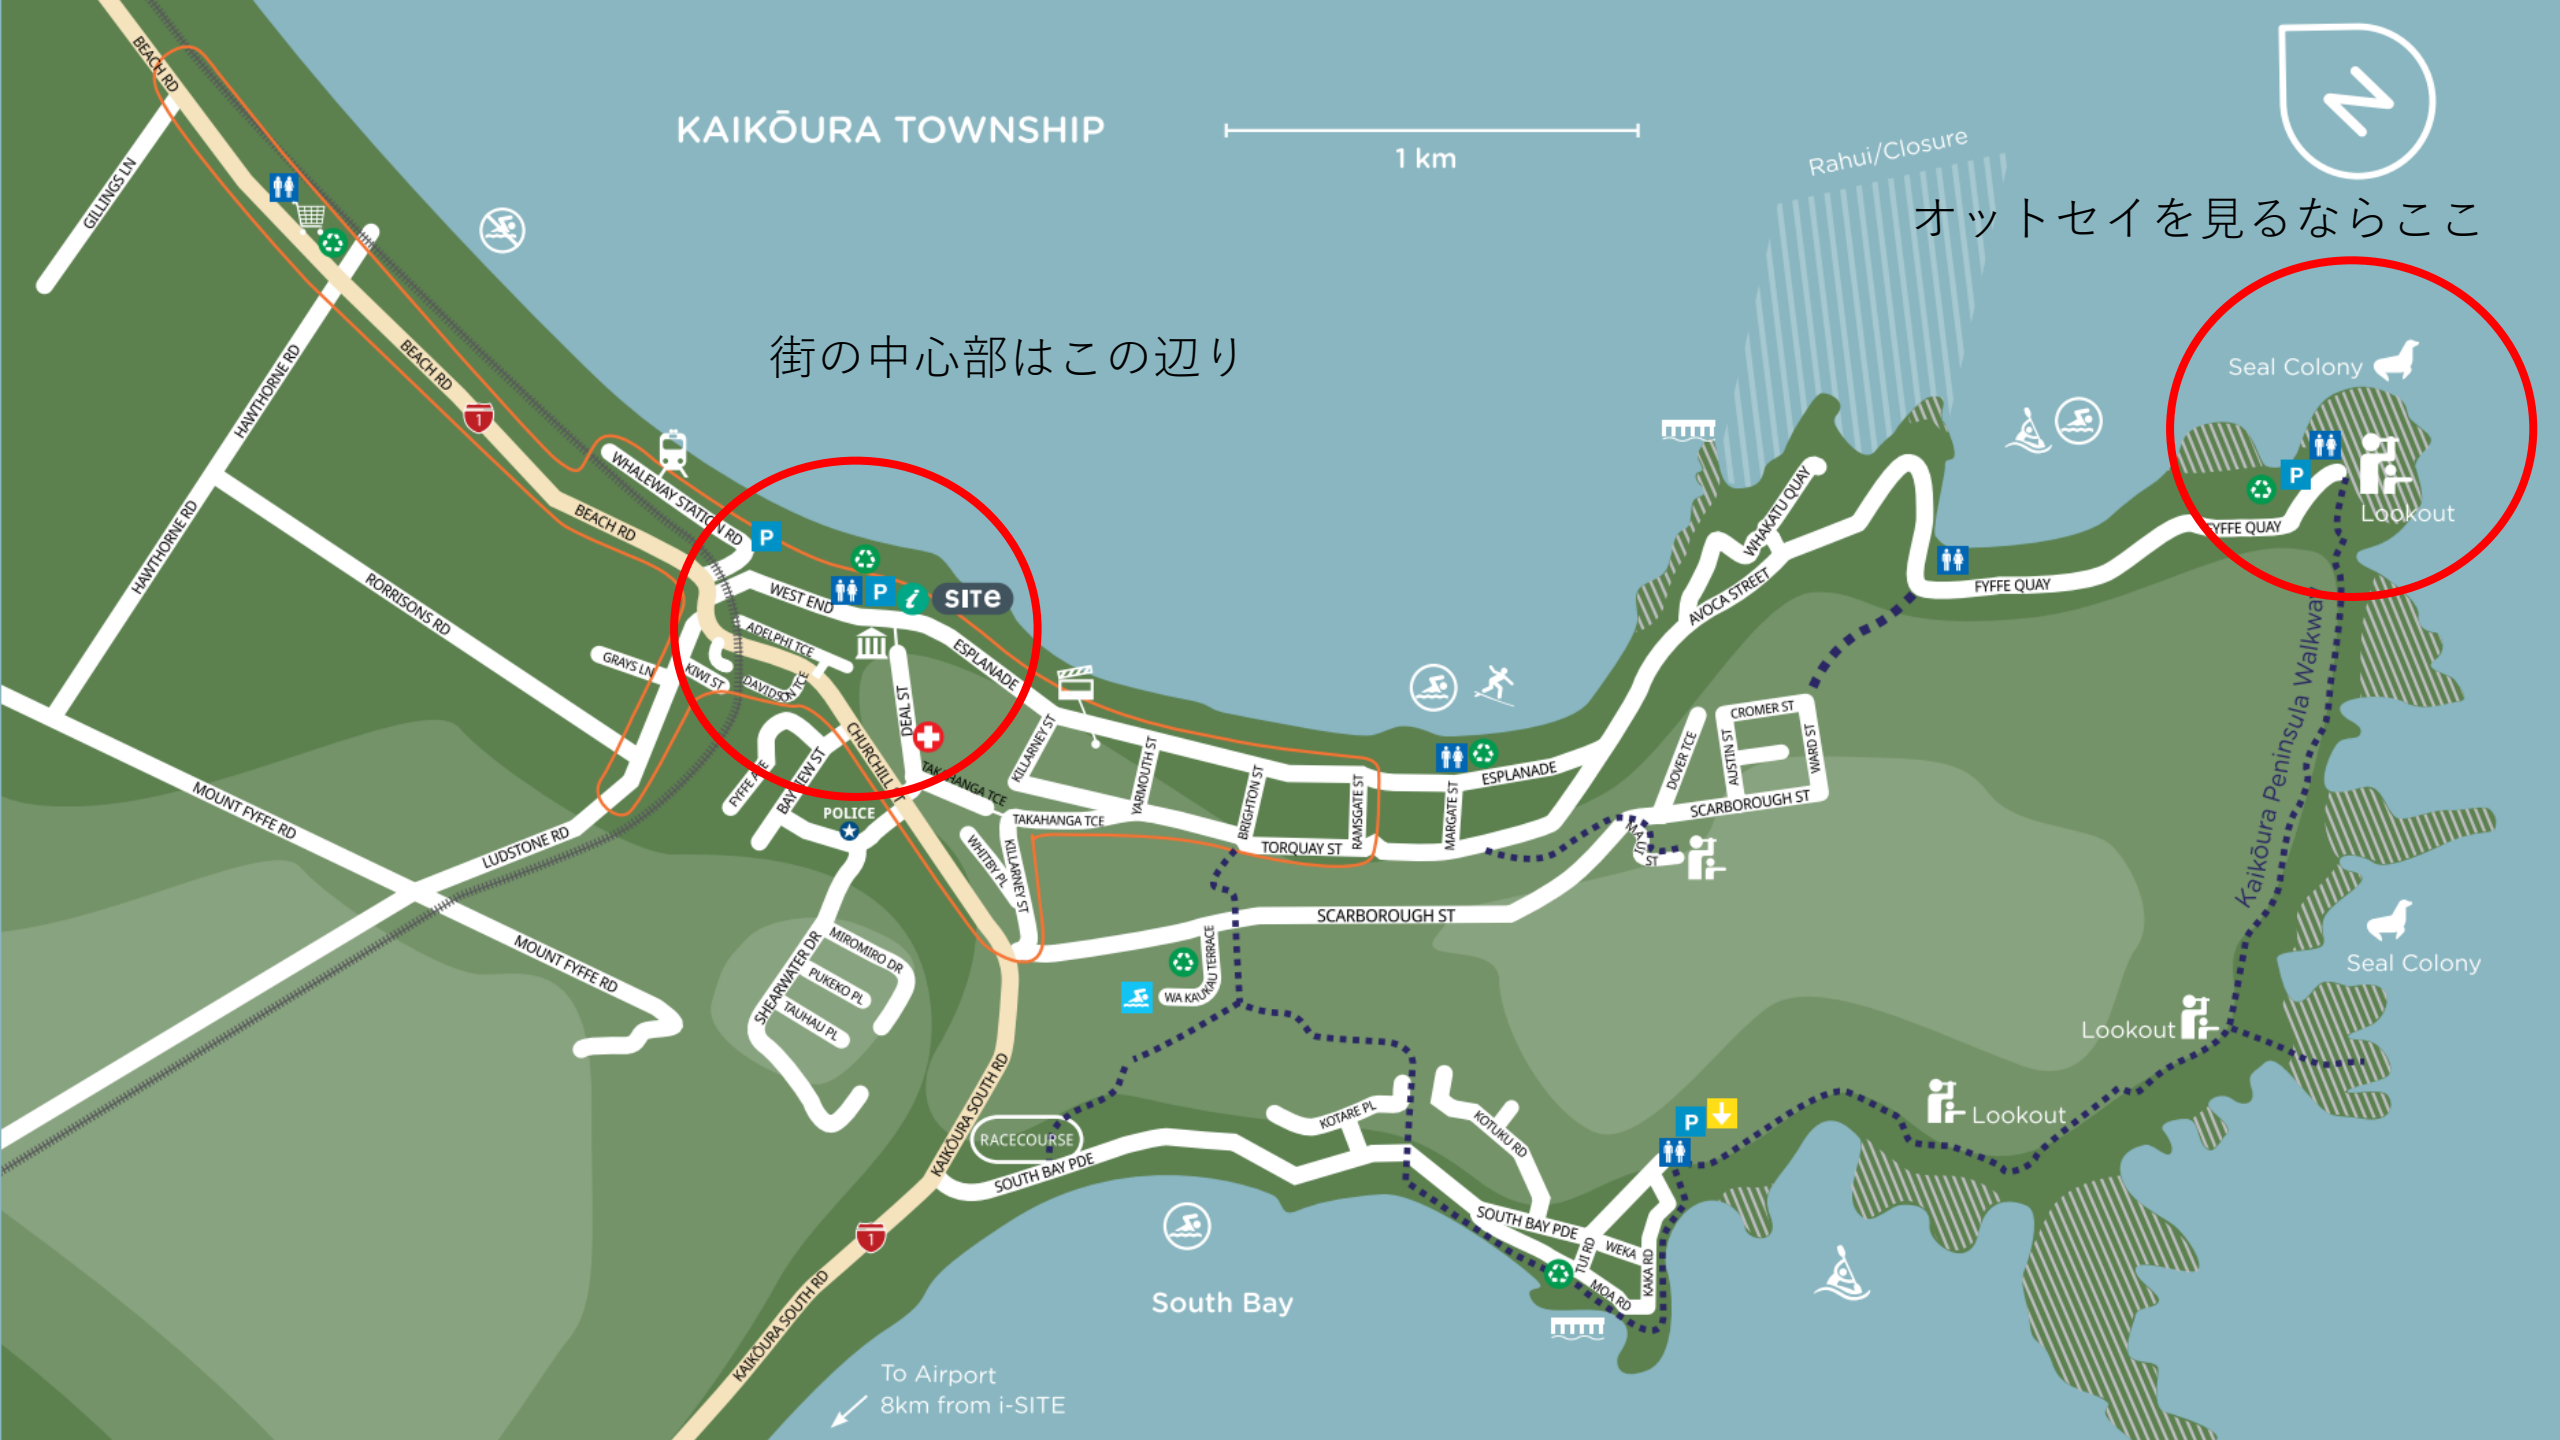 BEACH RD
KAIKŌURA TOWNSHIP
1 km
N
Rahui/Closure
オットセイを見るならここ
GILLINGS LN
街の中心部はこの辺り
Seal Colony
HAWTHORNE RD
BEACH RD
1
WHALEWAY STATION RD
P
BEACH RD
HAWTHORNE RD
WHAKATU QUAY
P
Lookout
FYFFE QUAY
AVOCA STREET
FYFFE QUAY
RORRISONS RD
WEST END
P
i
SITe
ADELPHI TCE
GRAYS LN
KIWI ST
DAVIDSON TCE
ESPLANADE
DEAL ST
Kaikōura Peninsula Walkway
CHURCHILL ST
KILLARNEY ST
YARMOUTH ST
BRIGHTON ST
RAMSGATE ST
MARGATE ST
ESPLANADE
DOVER TCE
CROMER ST
AUSTIN ST
WARD ST
SCARBOROUGH ST
FYFFE AVE
BAYVIEW ST
TAKAHANGA TCE
POLICE
TAKAHANGA TCE
TORQUAY ST
MOUNT FYFFE RD
LUDSTONE RD
WHITBY PL
KILLARNEY ST
SCARBOROUGH ST
MOUNT FYFFE RD
SHEARWATER DR
MIROMIRO DR
PUKEKO PL
TAUHAU PL
WA KAUKAU TERRACE
Seal Colony
Lookout
Lookout
KAIKŌURA SOUTH RD
RACECOURSE
SOUTH BAY PDE
KOTARE PL
KOTUKU RD
P
SOUTH BAY PDE
TUI RD
WEKA
KAKA RD
MOA RD
1
South Bay
KAIKŌURA SOUTH RD
To Airport
8km from i-SITE